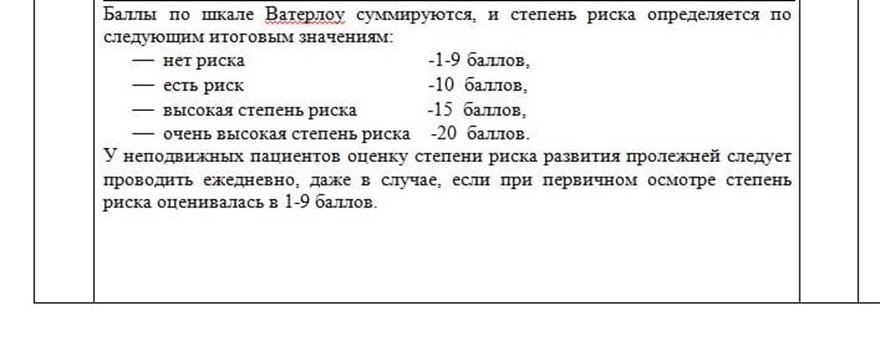 Баллы по шкале Ватерлоу суммируются, и степень риска определяется по
следующим итоговым значениям:
— нет риска -1-9 баллов,
— есть риск -10 баллов,
— высокая степень риска -15 баллов,
— очень высокая степень риска -20 баллов.
У неподвижных пациентов оценку степени риска развития пролежней следует
проводить ежедневно, даже в случае, если при первичном осмотре степень
риска оценивалась в 1-9 баллов.